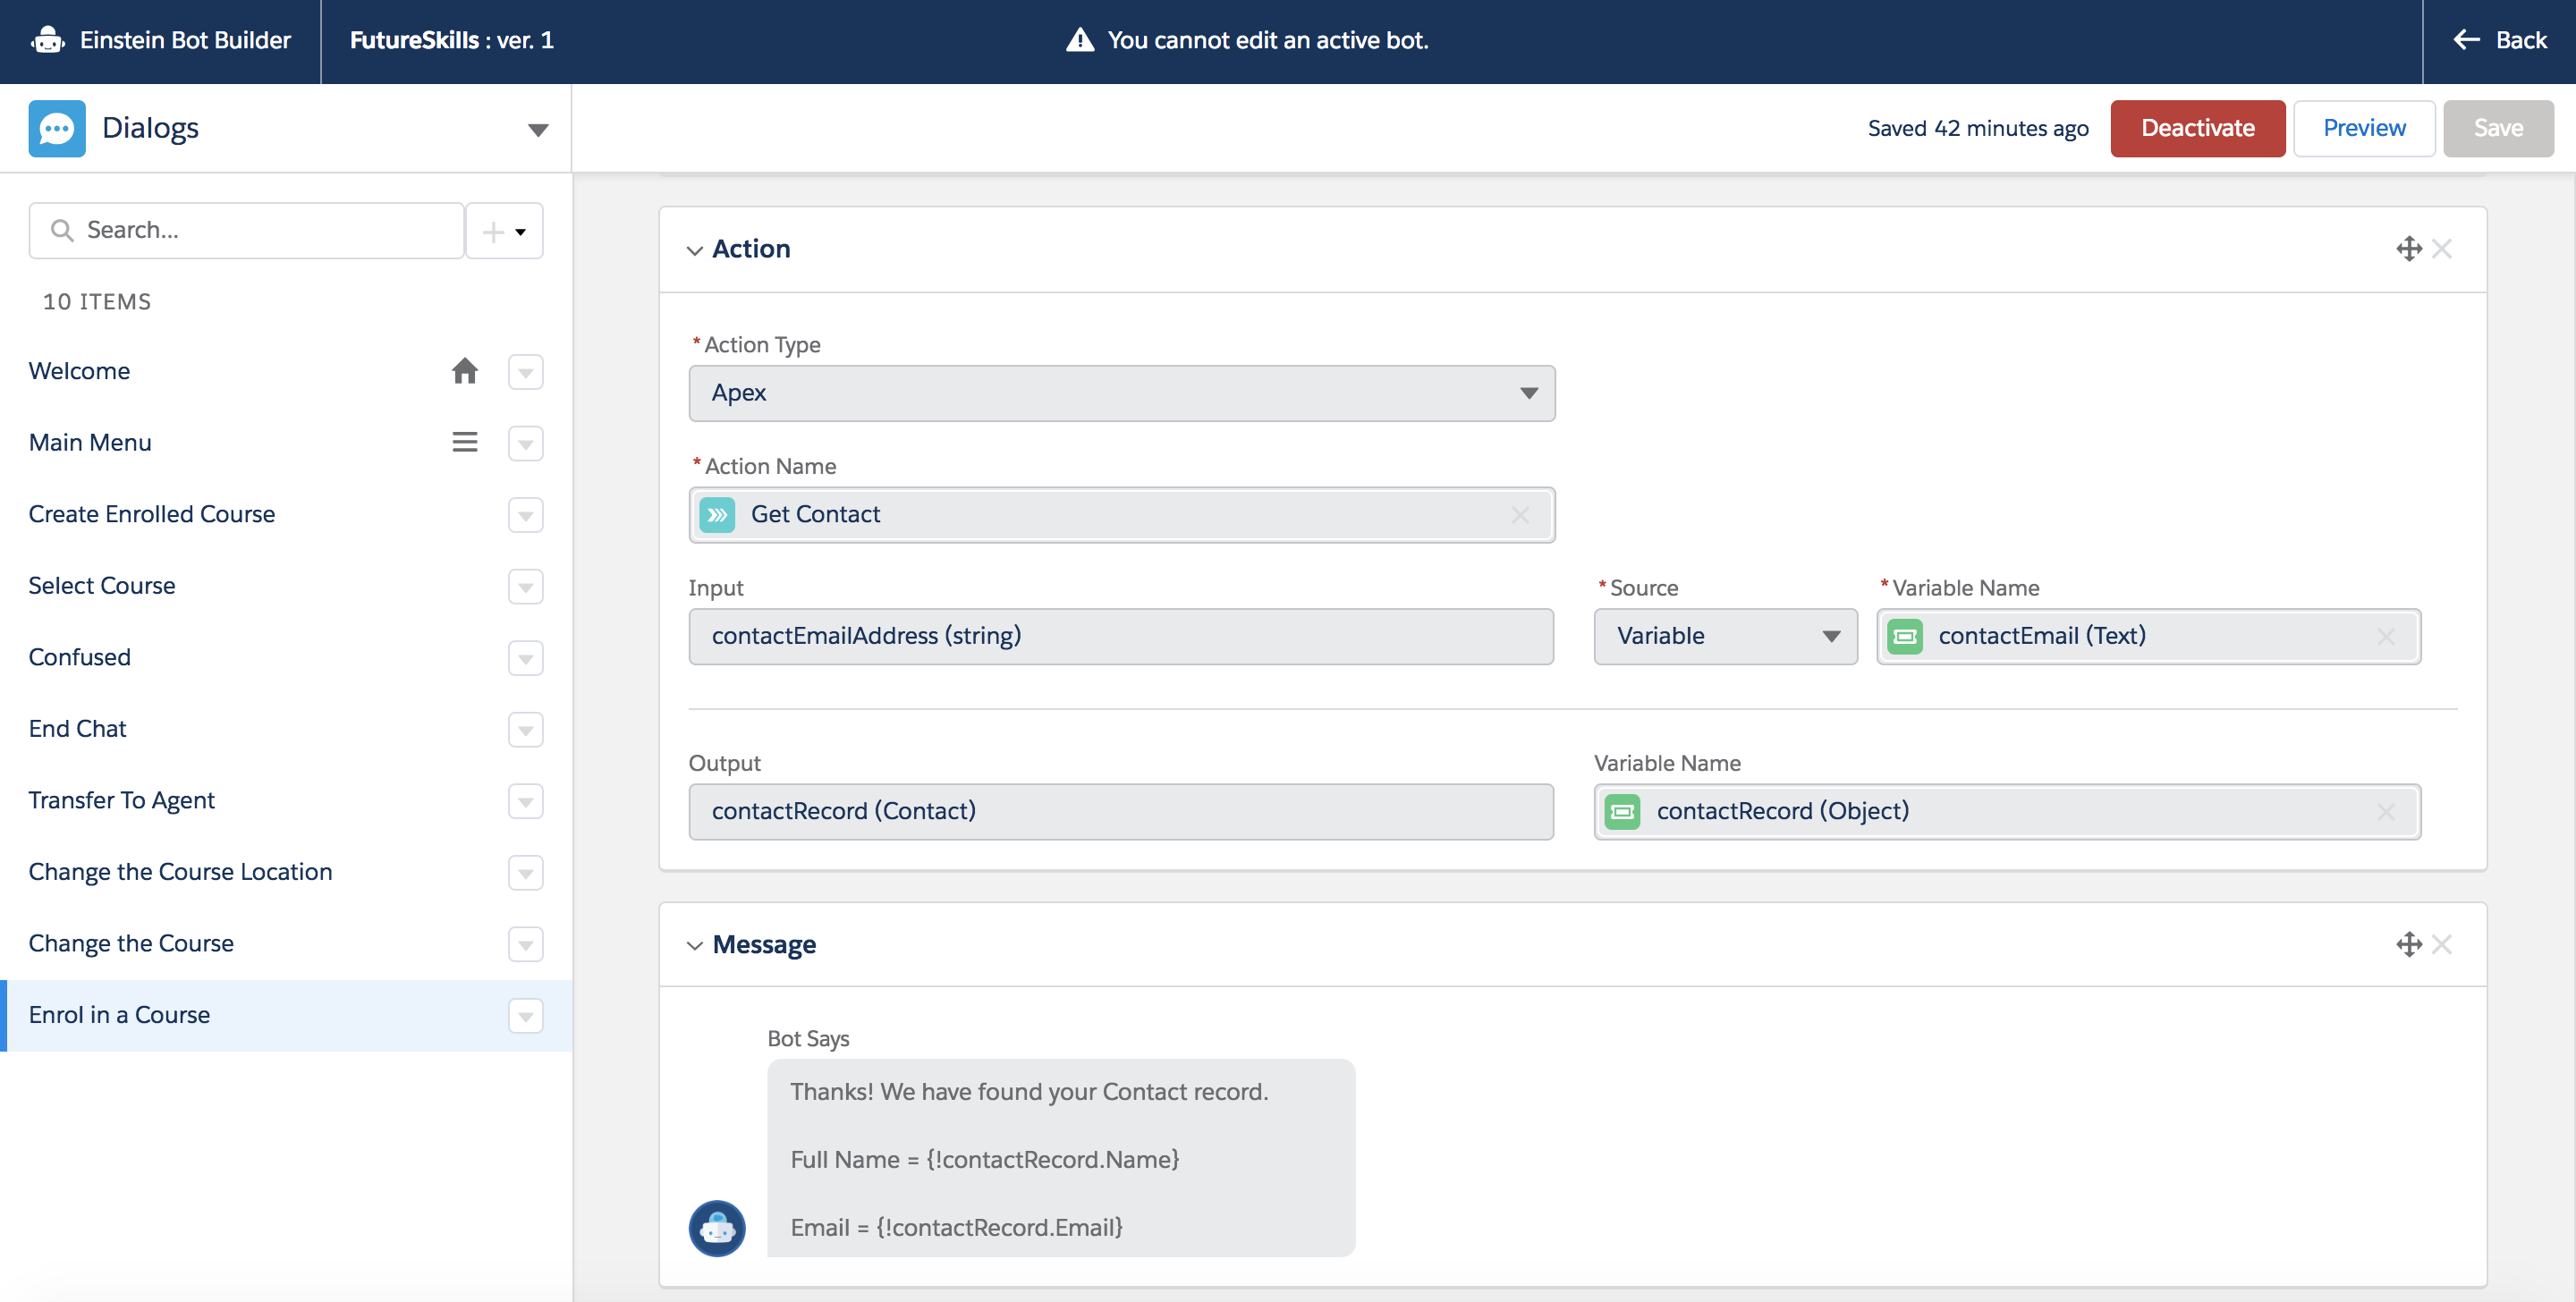 Einstein Bot Builder
FutureSkills : ver. 1
You cannot edit an active bot.
Back
Dialogs
Saved 42 minutes ago
Deactivate
Preview
Save
Search...
10 ITEMS
Welcome
Main Menu
Create Enrolled Course
Select Course
Confused
End Chat
Transfer To Agent
Change the Course Location
Change the Course
Enrol in a Course
Action
* Action Type
Apex
* Action Name
Get Contact
Input
* Source
* Variable Name
contactEmailAddress (string)
Variable
contactEmail (Text)
Output
Variable Name
contactRecord (Contact)
contactRecord (Object)
Message
Bot Says
Thanks! We have found your Contact record.
Full Name = {!contactRecord.Name}
Email = {!contactRecord.Email}